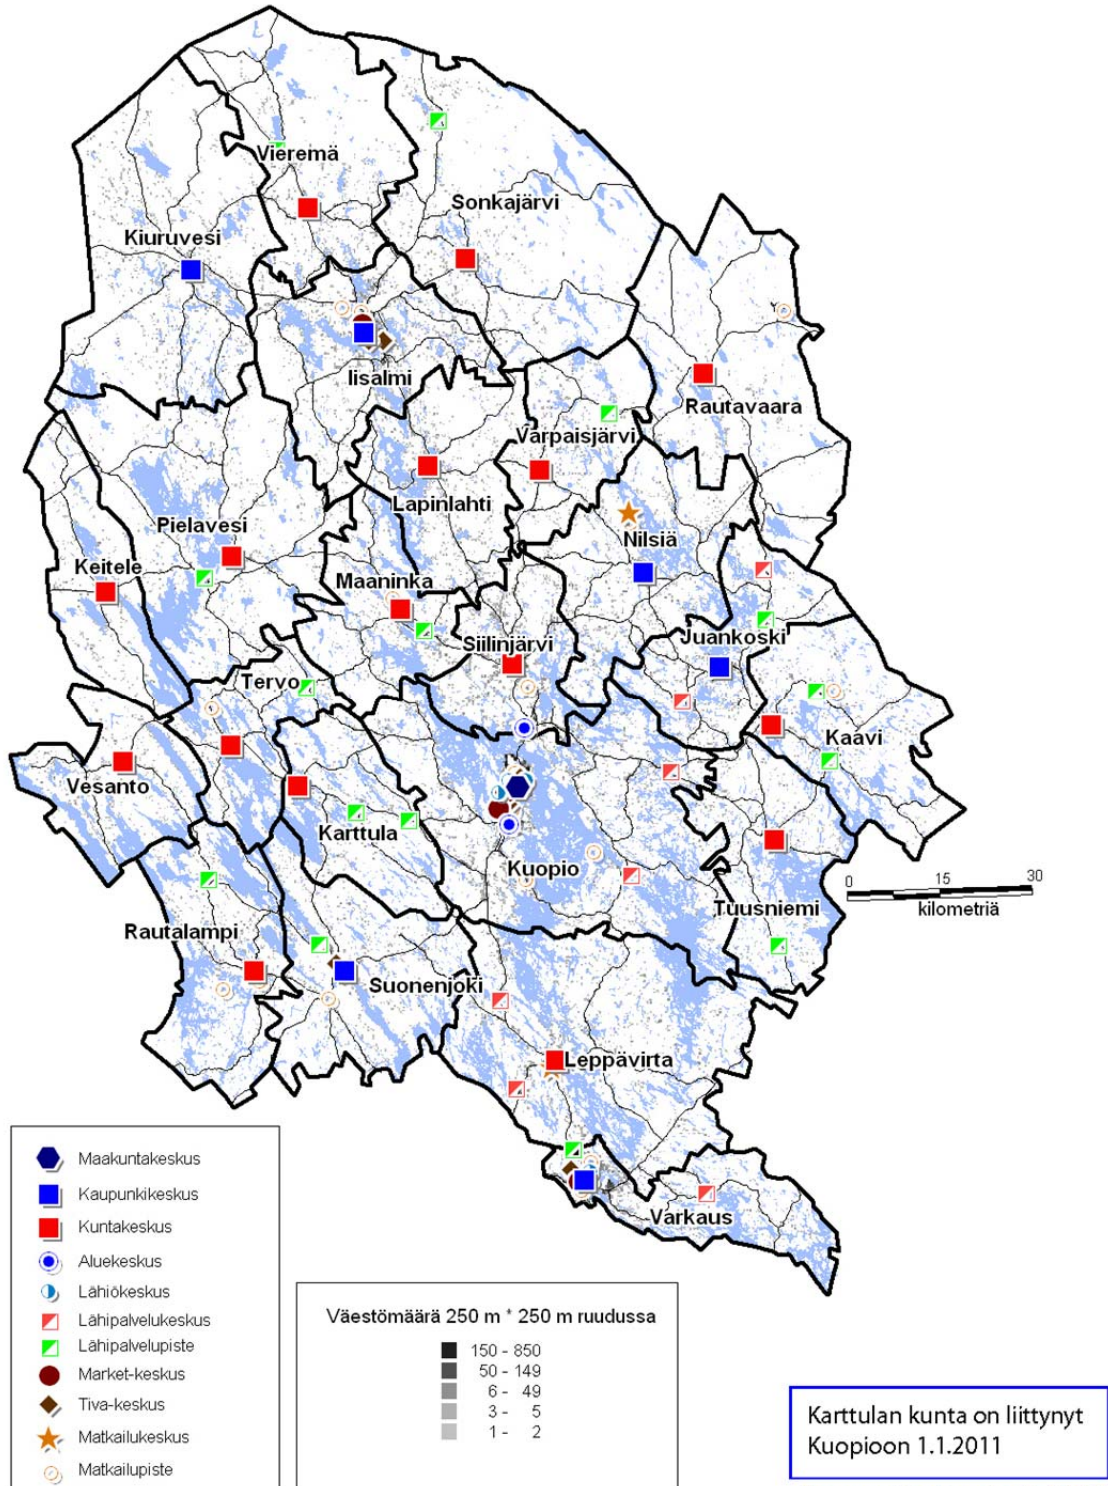 Vieremä
Sonkajärvi
Kiuruvesi
Iisalmi
Rautavaara
Varpaisjärvi
Lapinlahti
Pielavesi
Nilsiä
Keitele
Maaninka
Juankoski
Siilinjärvi
Tervo
Kaavi
Vesanto
Karttula
Kuopio
0 15 30
kilometriä
Tuusniemi
Rautalampi
Suonenjoki
Leppävirta
Varkaus
Maakuntakeskus
Kaupunkikeskus
Kuntakeskus
Aluekeskus
Lähiökeskus
Lähipalvelukeskus
Lähipalvelupiste
Market-keskus
Tiva-keskus
Matkailukeskus
Matkailupiste
Väestömäärä 250 m * 250 m ruudussa
150 - 850
50 - 149
6 - 49
3 - 5
1 - 2
Karttulan kunta on liittynyt
Kuopioon 1.1.2011